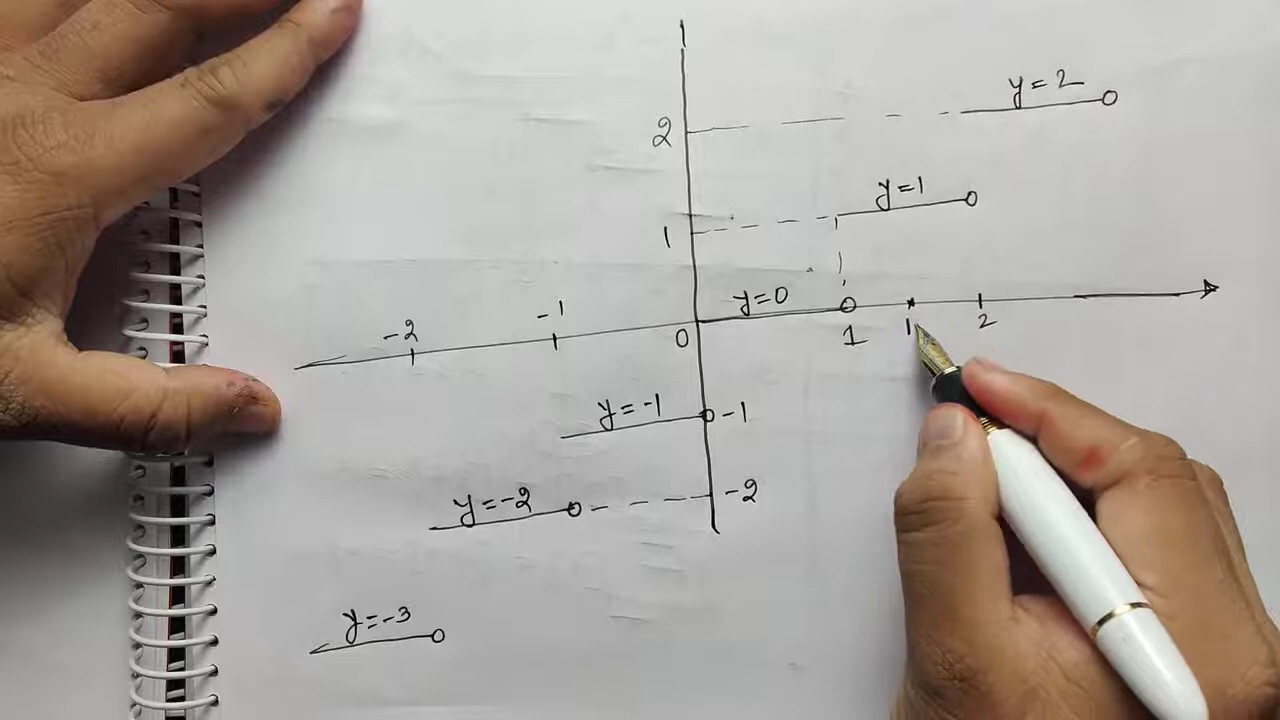 y = 2
2
y = 1
1
y = 0
-1
-2
0
1
1
2
y = -1
-1
y = -2
-2
y = -3